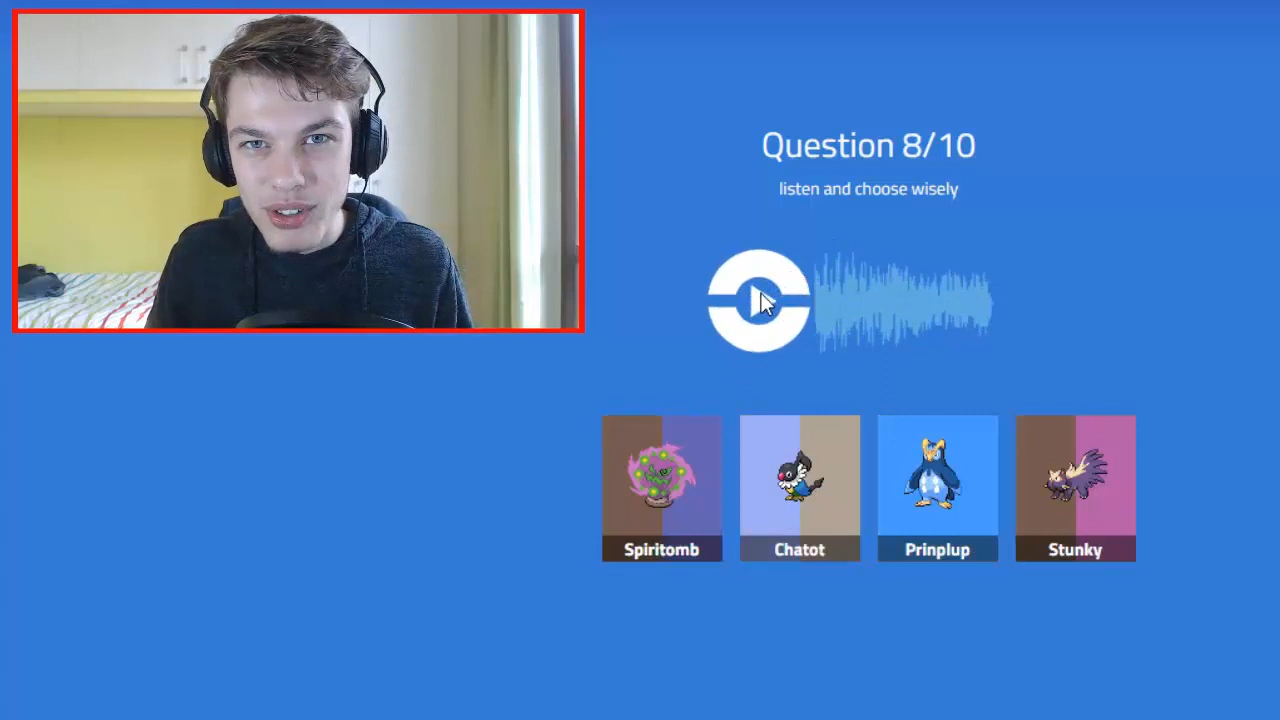 Question 8/10
listen and choose wisely
Spiritomb
Chatot
Prinplup
Stunky